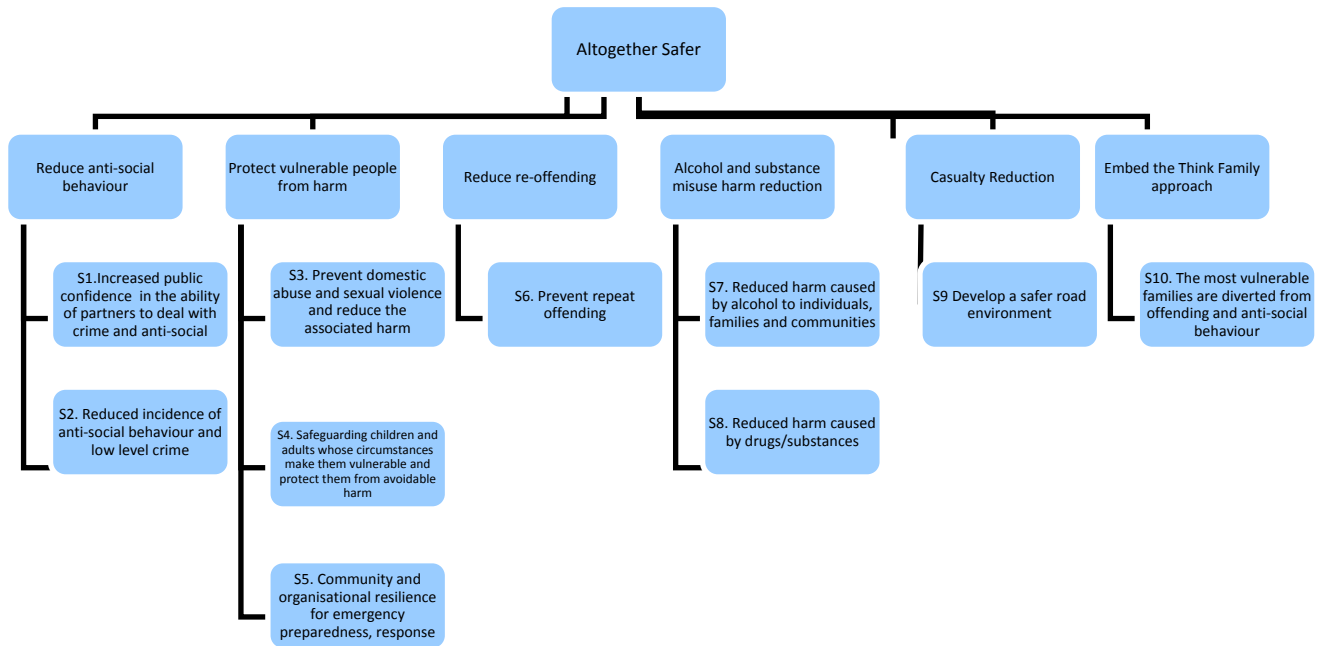 Altogether Safer
Reduce anti-social
behaviour
Protect vulnerable people
from harm
Reduce re-offending
Alcohol and substance
misuse harm reduction
Casualty Reduction
Embed the Think Family
approach
S1.Increased public
confidence in the ability
of partners to deal with
crime and anti-social
S2. Reduced incidence of
anti-social behaviour and
low level crime
S3. Prevent domestic
abuse and sexual violence
and reduce the
associated harm
S4. Safeguarding children and
adults whose circumstances
make them vulnerable and
protect them from avoidable
harm
S5. Community and
organisational resilience
for emergency
preparedness, response
S6. Prevent repeat
offending
S7. Reduced harm caused
by alcohol to individuals,
families and communities
S8. Reduced harm caused
by drugs/substances
S9 Develop a safer road
environment
S10. The most vulnerable
families are diverted from
offending and anti-social
behaviour